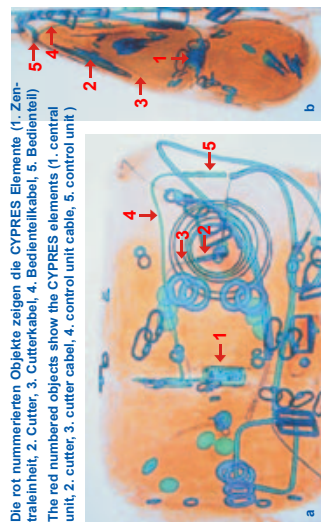 Die rot nummerierten Objekte zeigen die CYPRES Elemente (1. Zen-
traleinheit, 2. Cutter, 3. Cutterkabel, 4. Bedienteilkabel, 5. Bedienteil)
The red numbered objects show the CYPRES elements (1. central
unit, 2. cutter, 3. cutter cabel, 4. control unit cable, 5. control unit )
1
2
3
4
5
a
1
2
3
4
5
b